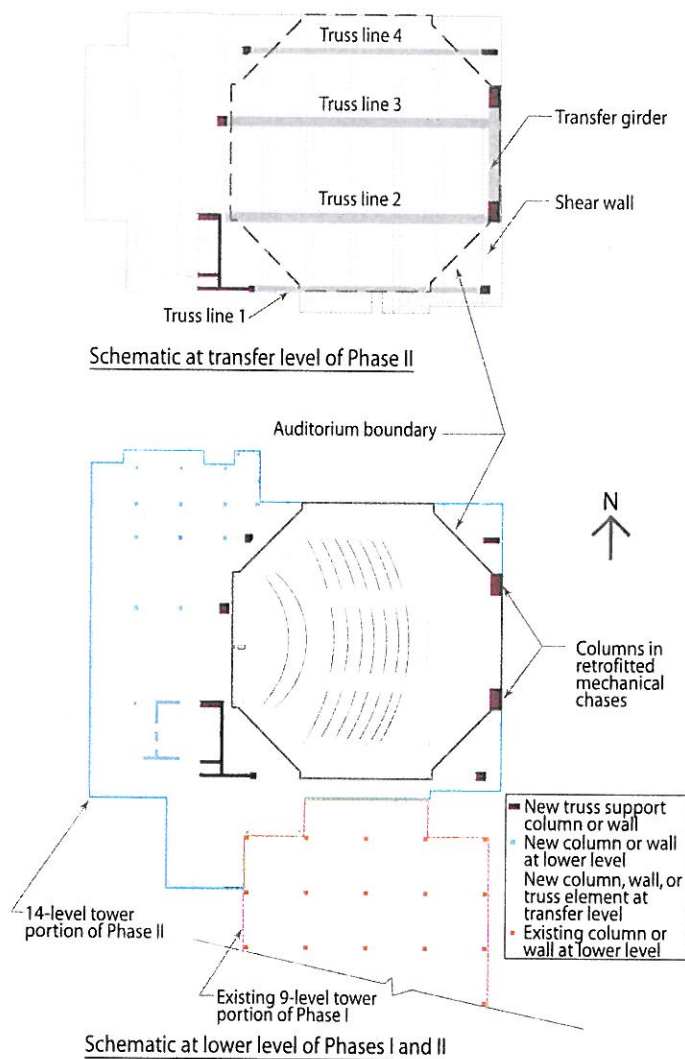 Truss line 4
Truss line 3
Transfer girder
Truss line 2
Shear wall
Truss line 1
Schematic at transfer level of Phase II
Auditorium boundary
N
Columns in
retrofitted
mechanical
chases
New truss support
column or wall
New column or wall
at lower level
New column, wall, or
truss element at
transfer level
Existing column or
wall at lower level
14-level tower
portion of Phase II
Existing 9-level tower
portion of Phase I
Schematic at lower level of Phases I and II